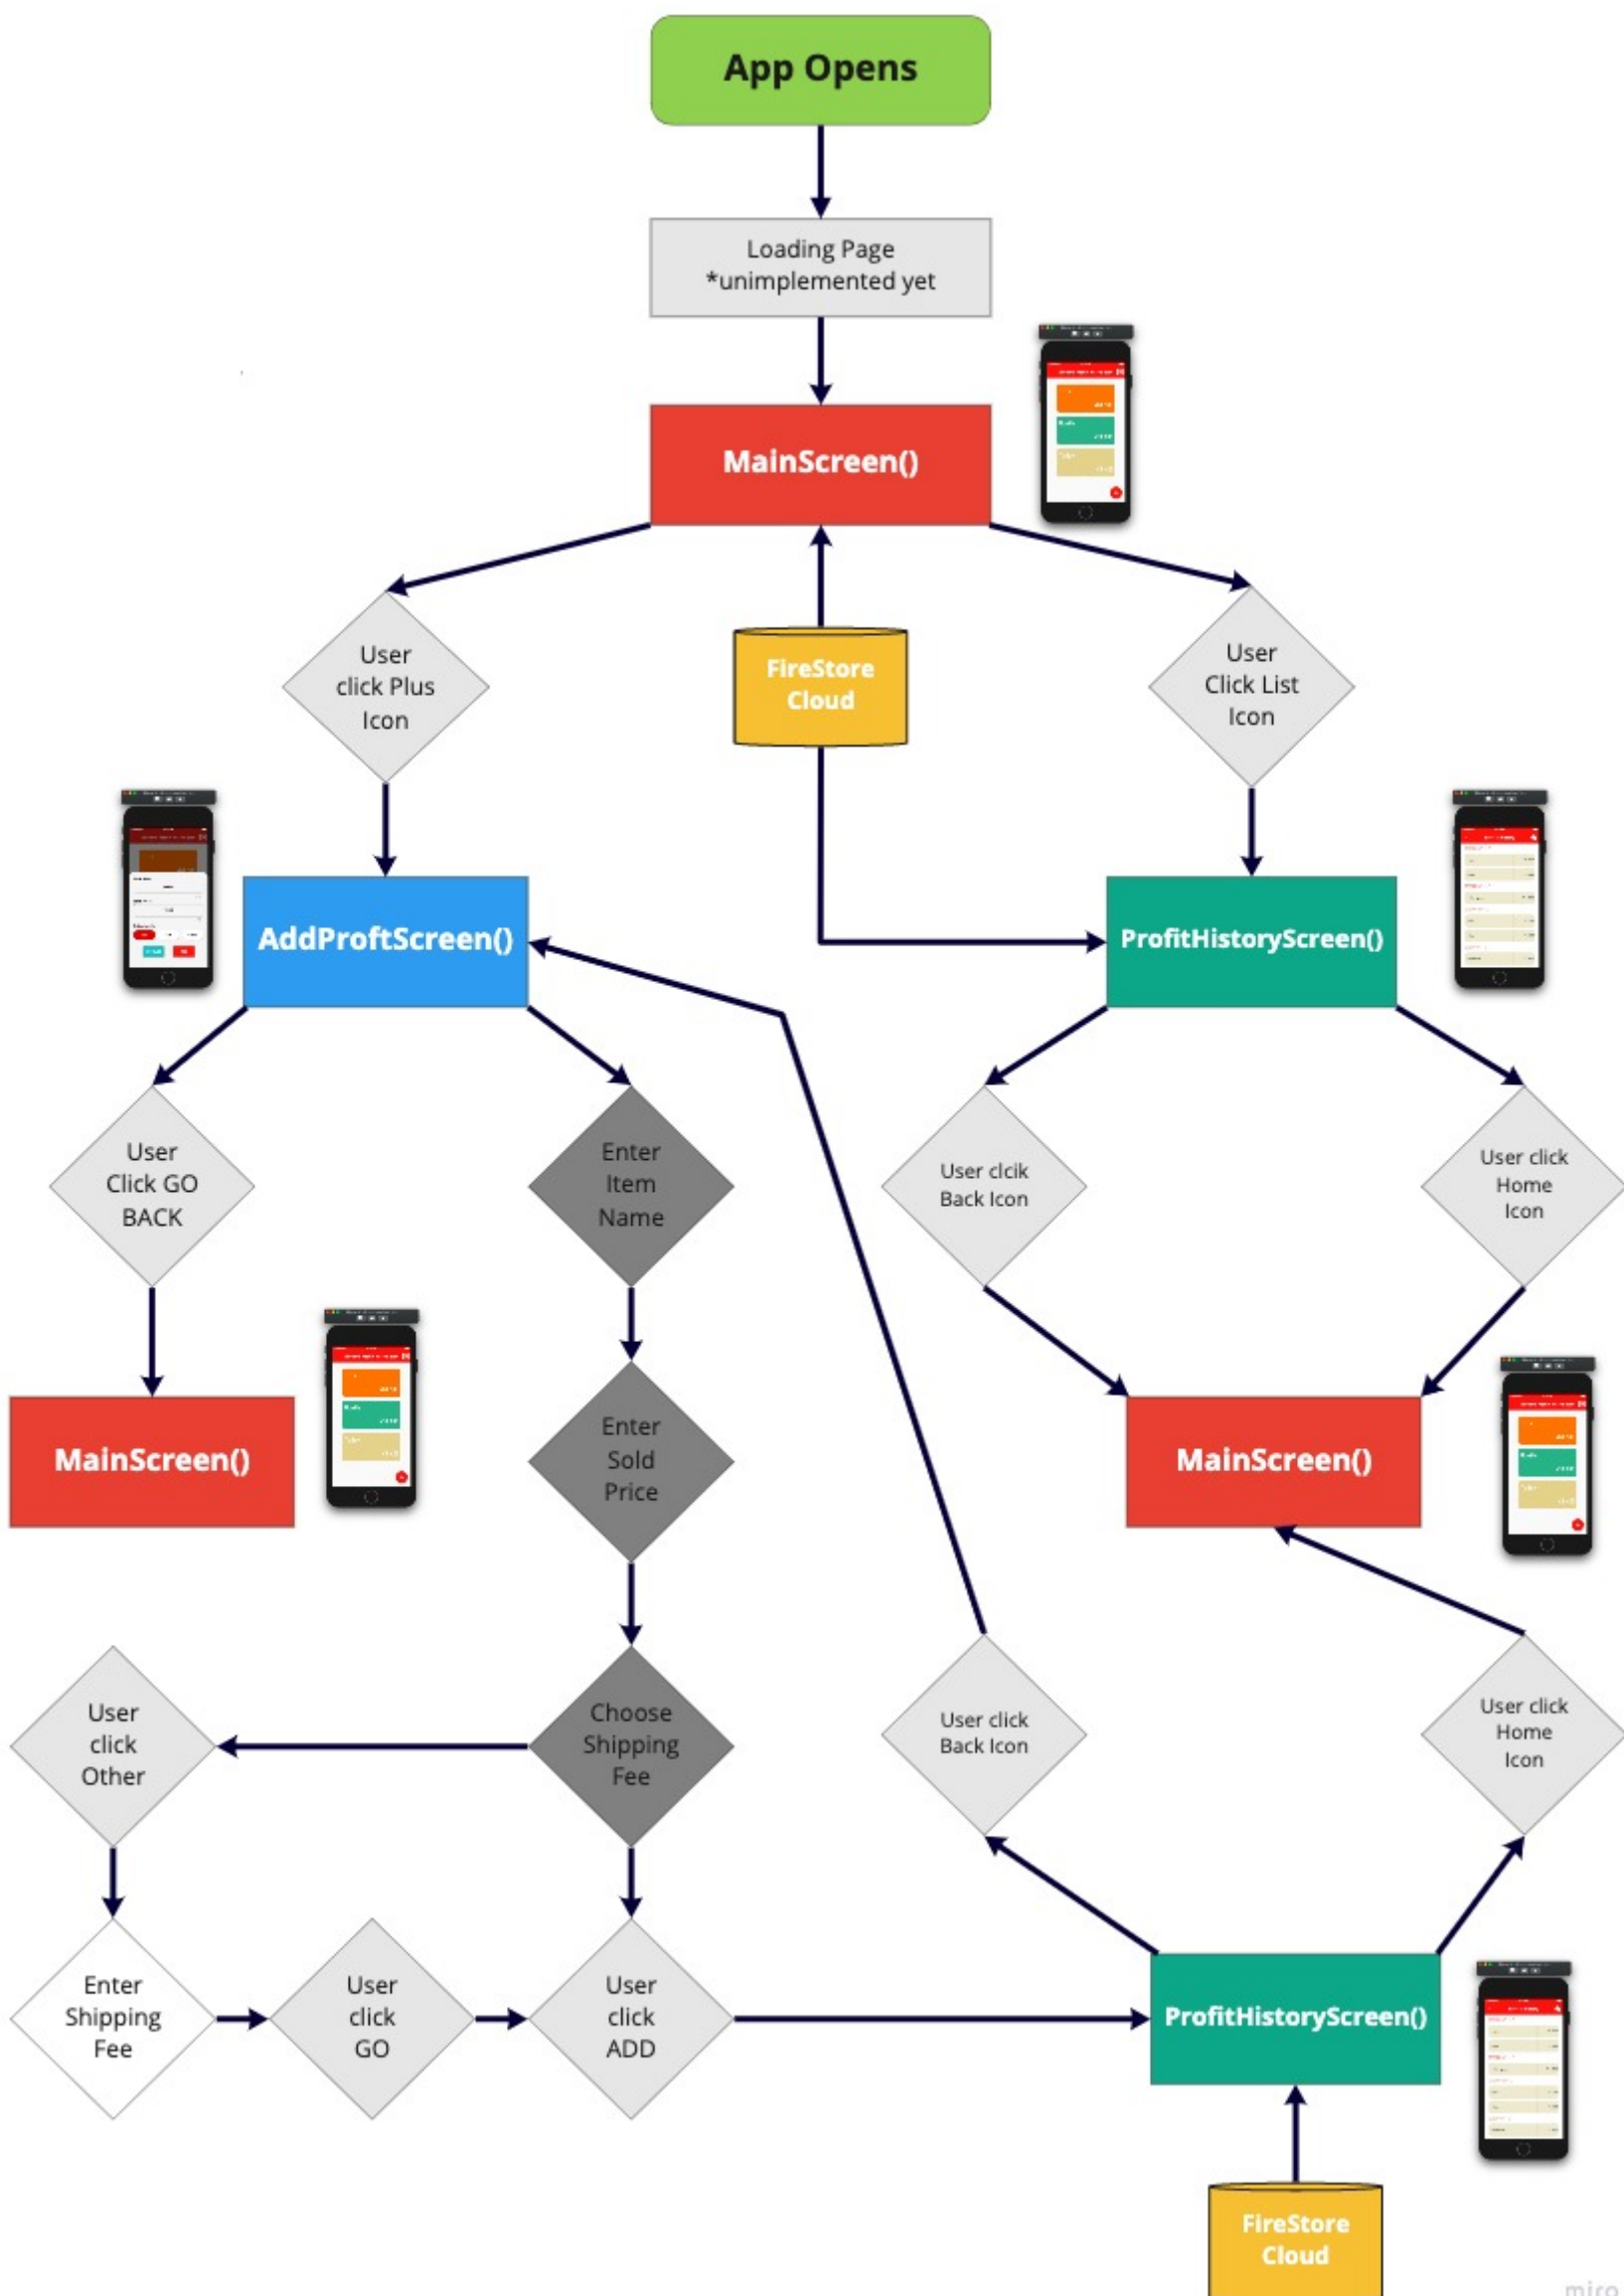 App Opens
Loading Page
*unimplemented yet
MainScreen()
User
click Plus
Icon
FireStore
Cloud
User
Click List
Icon
AddProftScreen()
ProfitHistoryScreen()
User
Click GO
BACK
Enter
Item
Name
User clcik
Back Icon
User click
Home
Icon
MainScreen()
Enter
Sold
Price
MainScreen()
User
click
Other
Choose
Shipping
Fee
User click
Back Icon
User click
Home
Icon
Enter
Shipping
Fee
User
click
GO
User
click
ADD
ProfitHistoryScreen()
FireStore
Cloud
miro